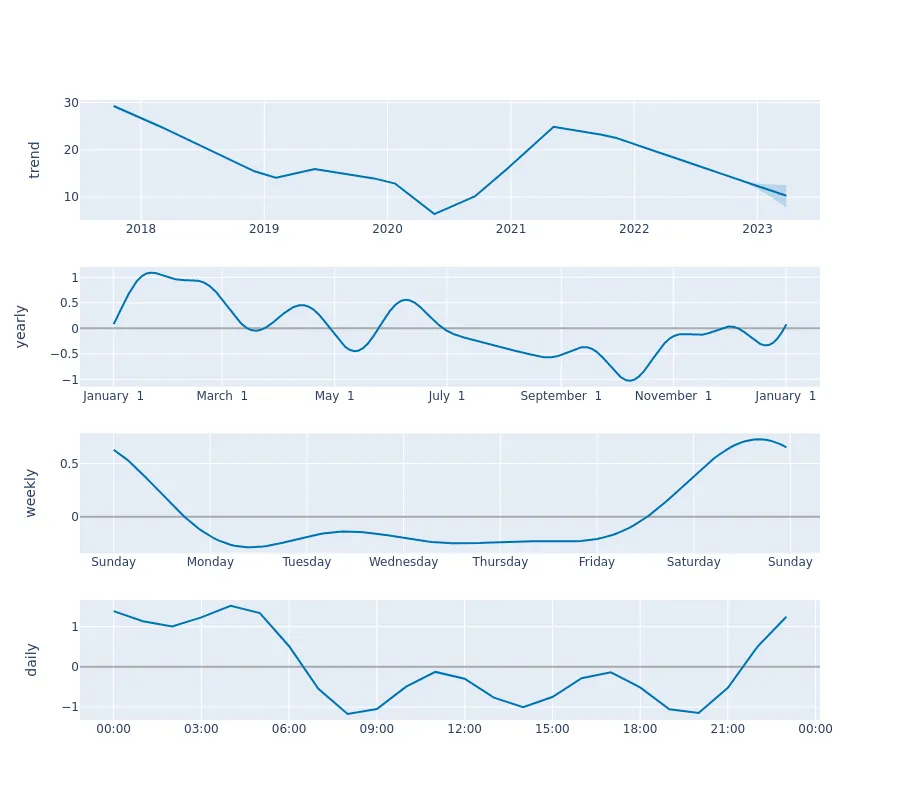 trend
30
20
10
2018 2019 2020 2021 2022 2023
yearly
1
0.5
0
−0.5
−1
January 1 March 1 May 1 July 1 September 1 November 1 January 1
weekly
0.5
0
Sunday Monday Tuesday Wednesday Thursday Friday Saturday Sunday
daily
1
0
−1
00:00 03:00 06:00 09:00 12:00 15:00 18:00 21:00 00:00